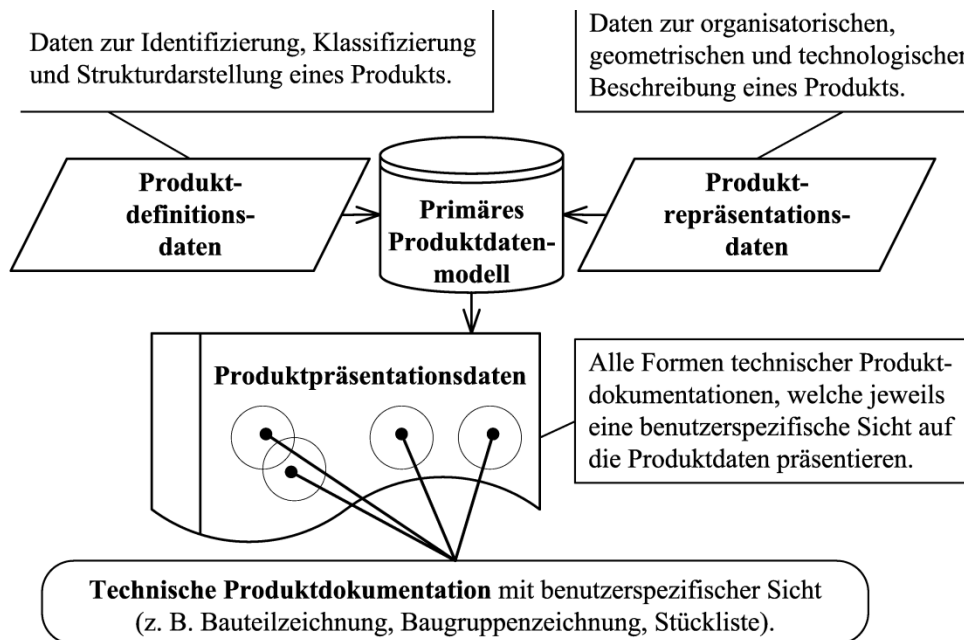 Daten zur Identifizierung, Klassifizierung
und Strukturdarstellung eines Produkts.
Daten zur organisatorischen,
geometrischen und technologischen
Beschreibung eines Produkts.
Produkt-
definitions-
daten
Primäres
Produktdaten-
modell
Produkt-
repräsentations-
daten
Produktpräsentationsdaten
Alle Formen technischer Produkt-
dokumentationen, welche jeweils
eine benutzerspezifische Sicht auf
die Produktdaten präsentieren.
Technische Produktdokumentation mit benutzerspezifischer Sicht
(z. B. Bauteilzeichnung, Baugruppenzeichnung, Stückliste).